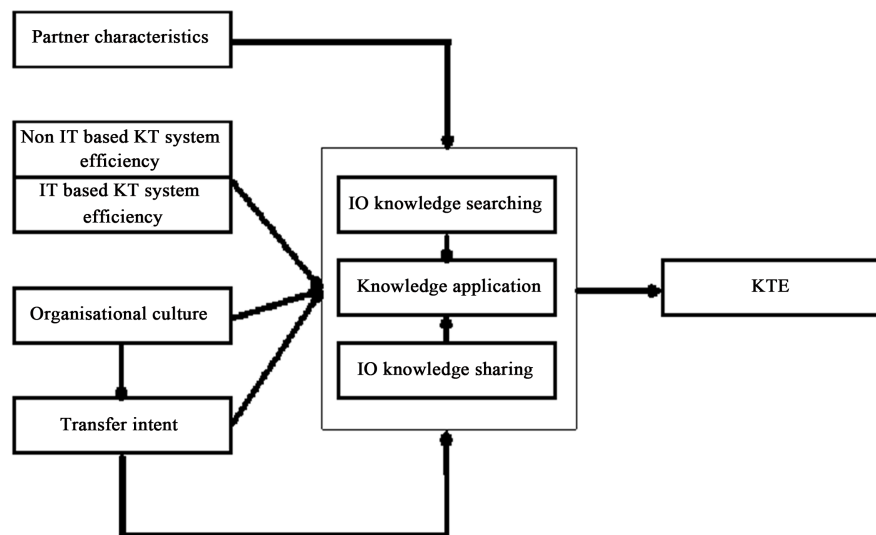 Partner characteristics
Non IT based KT system
efficiency
IT based KT system
efficiency
IO knowledge searching
Knowledge application
KTE
Organisational culture
IO knowledge sharing
Transfer intent